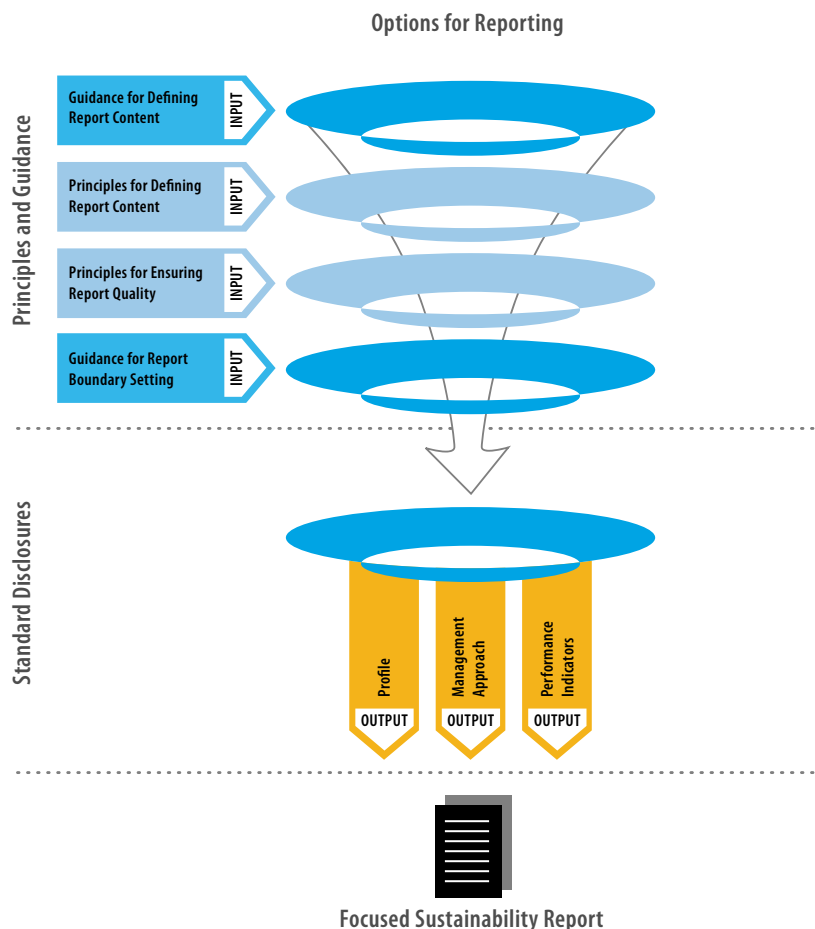 Options for Reporting
Principles and Guidance
Guidance for Defining
Report Content
INPUT
Principles for Defining
Report Content
INPUT
Principles for Ensuring
Report Quality
INPUT
Guidance for Report
Boundary Setting
INPUT
Standard Disclosures
Profile
OUTPUT
Management
Approach
OUTPUT
Performance
Indicators
OUTPUT
Focused Sustainability Report